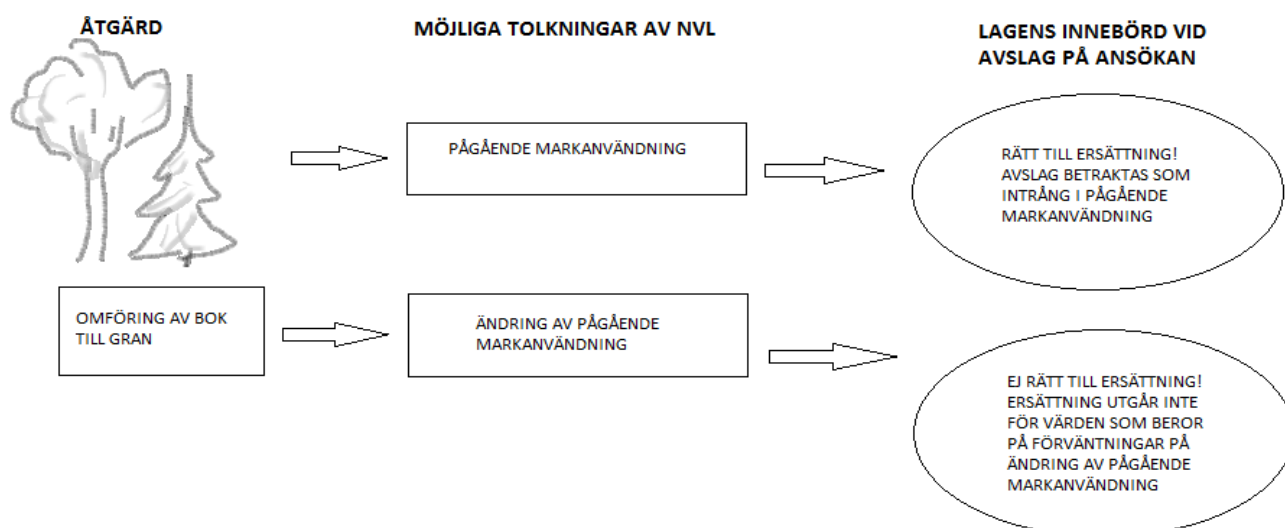 ÅTGÄRD
MÖJLIGA TOLKNINGAR AV NVL
LAGENS INNEBÖRD VID
AVSLAG PÅ ANSÖKAN
PÅGÅENDE MARKANVÄNDNING
RÄTT TILL ERSÄTTNING!
AVSLAG BETRAKTAS SOM
INTRÅNG I PÅGÅENDE
MARKANVÄNDNING
OMFÖRING AV BOK
TILL GRAN
ÄNDRING AV PÅGÅENDE
MARKANVÄNDNING
EJ RÄTT TILL ERSÄTTNING!
ERSÄTTNING UTGÅR INTE
FÖR VÄRDEN SOM BEROR
PÅ FÖRVÄNTNINGAR PÅ
ÄNDRING AV PÅGÅENDE
MARKANVÄNDNING